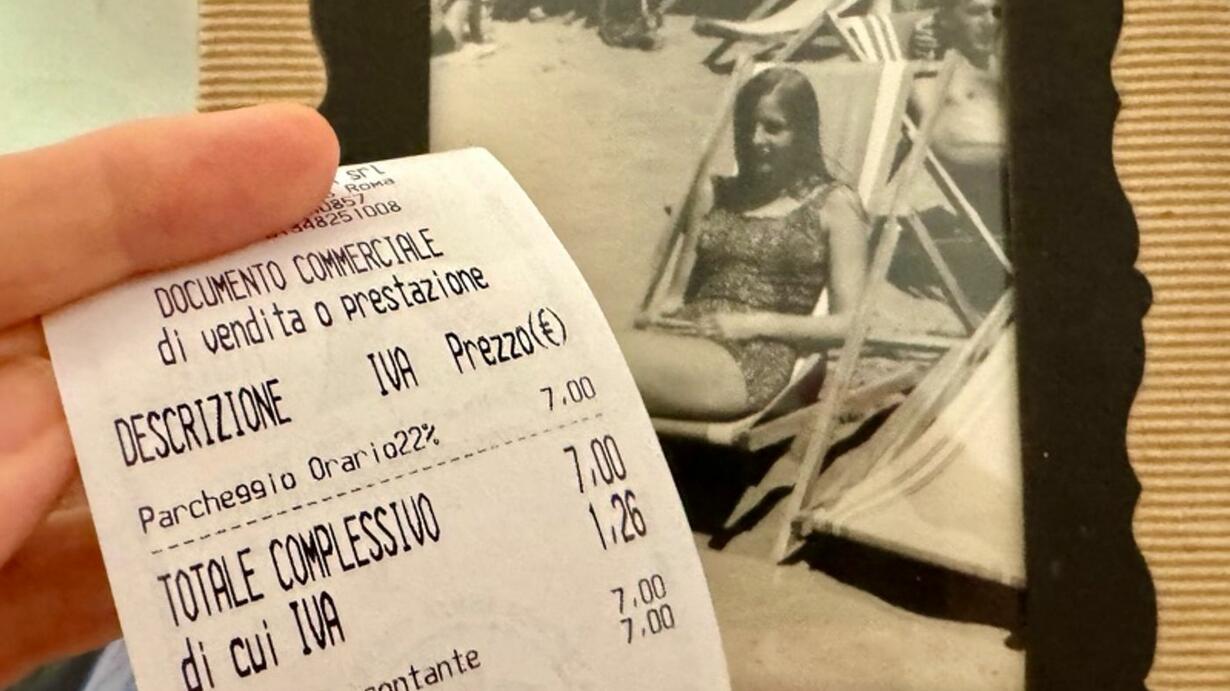 srl
Roma
0857
348251008
DOCUMENTO COMMERCIALE
di vendita o prestazione
DESCRIZIONE IVA Prezzo(€)
Parcheggio Orario22% 7,00
TOTALE COMPLESSIVO 7,00
di cui IVA 1,26
7,00
contante 7,00